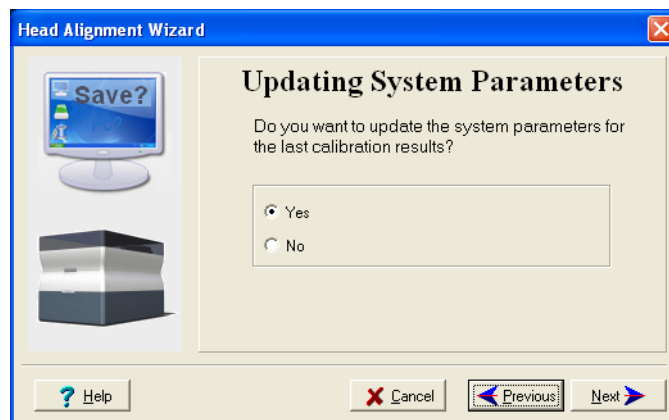 Head Alignment Wizard
Save?
Updating System Parameters
Do you want to update the system parameters for
the last calibration results?
Yes
No
? Help
Cancel
Previous
Next